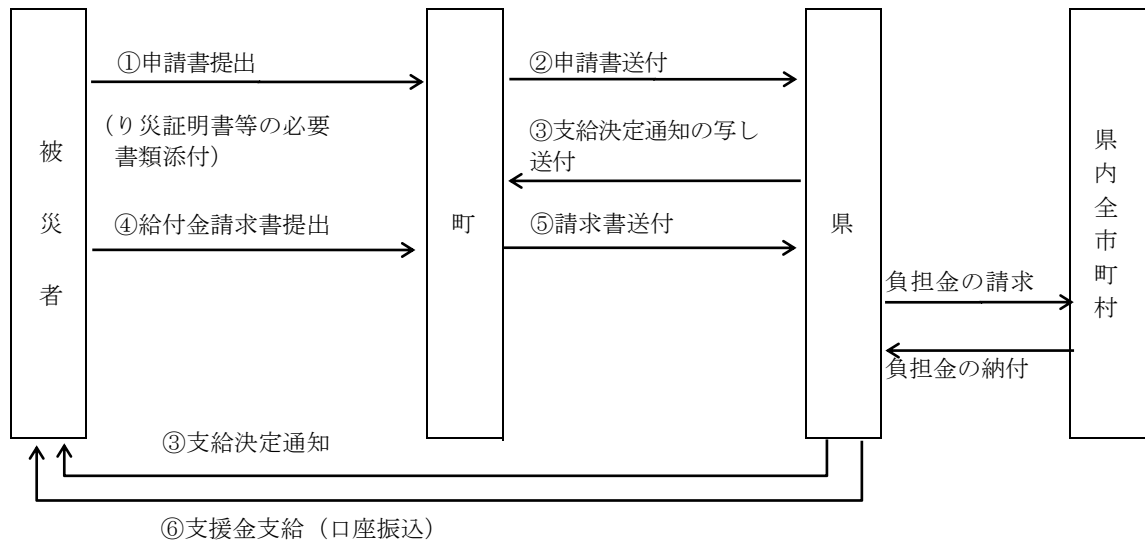 ①申請書提出
②申請書送付
(り災証明書等の必要
書類添付)
③支給決定通知の写し
送付
被災者
町
県
県内全市町村
④給付金請求書提出
⑤請求書送付
負担金の請求
負担金の納付
③支給決定通知
⑥支援金支給（口座振込）